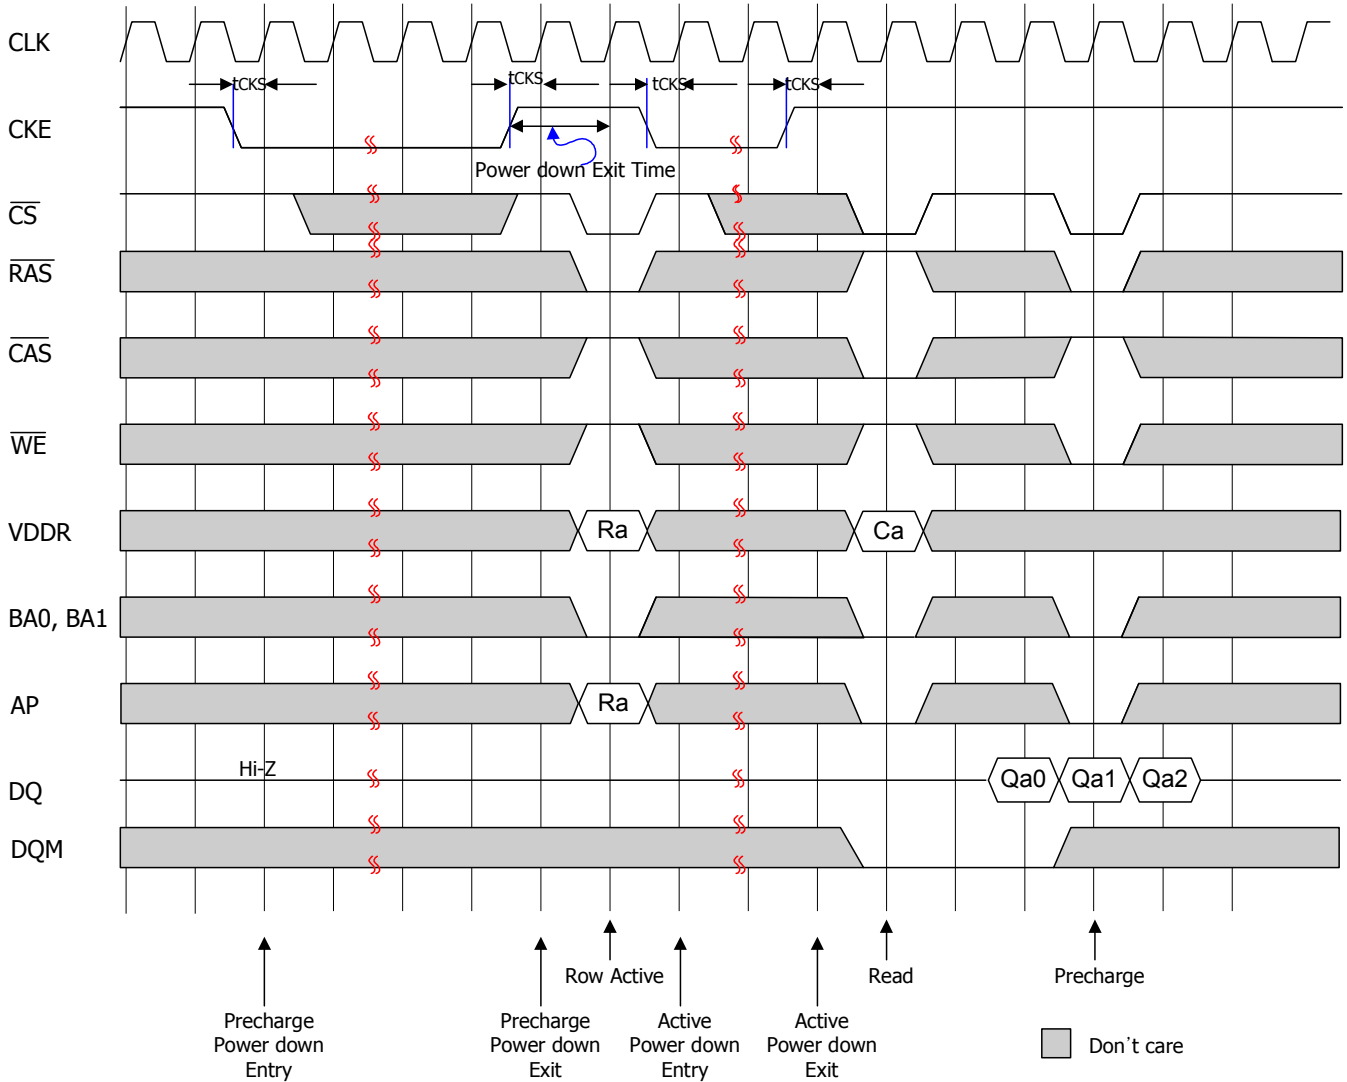 CLK
tCKS
tCKS
tCKS
tCKS
CKE
Power down Exit Time
CS
RAS
CAS
WE
VDDR
Ra
Ca
BA0, BA1
AP
Ra
Hi-Z
DQ
Qa0
Qa1
Qa2
DQM
Row Active
Read
Precharge
Precharge
Power down
Entry
Precharge
Power down
Exit
Active
Power down
Entry
Active
Power down
Exit
Don't care